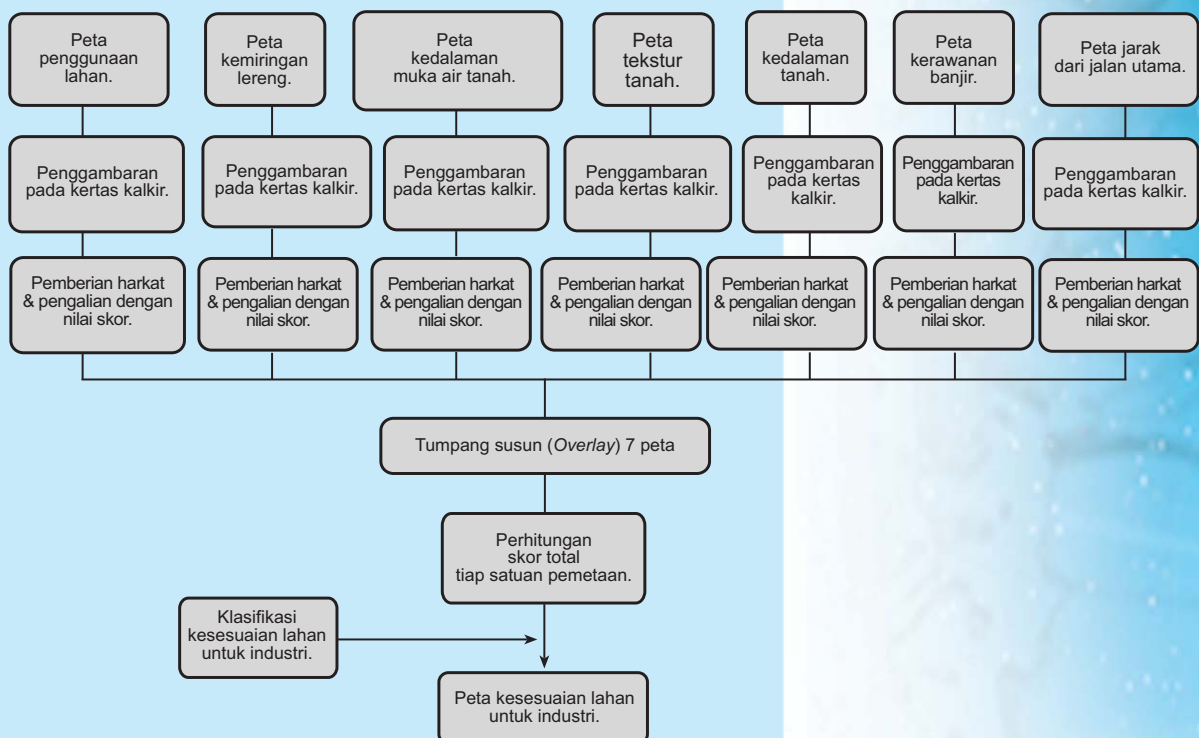 Peta
penggunaan
lahan.
Peta
kemiringan
lereng.
Peta
kedalaman
muka air tanah.
Peta
tekstur
tanah.
Peta
kedalaman
tanah.
Peta
kerawanan
banjir.
Peta jarak
dari jalan utama.
Penggambaran
pada kertas kalkir.
Penggambaran
pada kertas kalkir.
Penggambaran
pada kertas kalkir.
Penggambaran
pada kertas kalkir.
Penggambaran
pada kertas
kalkir.
Penggambaran
pada kertas
kalkir.
Penggambaran
pada kertas kalkir.
Pemberian harkat
& pengalian dengan
nilai skor.
Pemberian harkat
& pengalian dengan
nilai skor.
Pemberian harkat
& pengalian dengan
nilai skor.
Pemberian harkat
& pengalian dengan
nilai skor.
Pemberian harkat
& pengalian dengan
nilai skor.
Pemberian harkat
& pengalian dengan
nilai skor.
Pemberian harkat
& pengalian dengan
nilai skor.
Tumpang susun (Overlay) 7 peta
Perhitungan
skor total
tiap satuan pemetaan.
Klasifikasi
kesesuaian lahan
untuk industri.
Peta kesesuaian lahan
untuk industri.